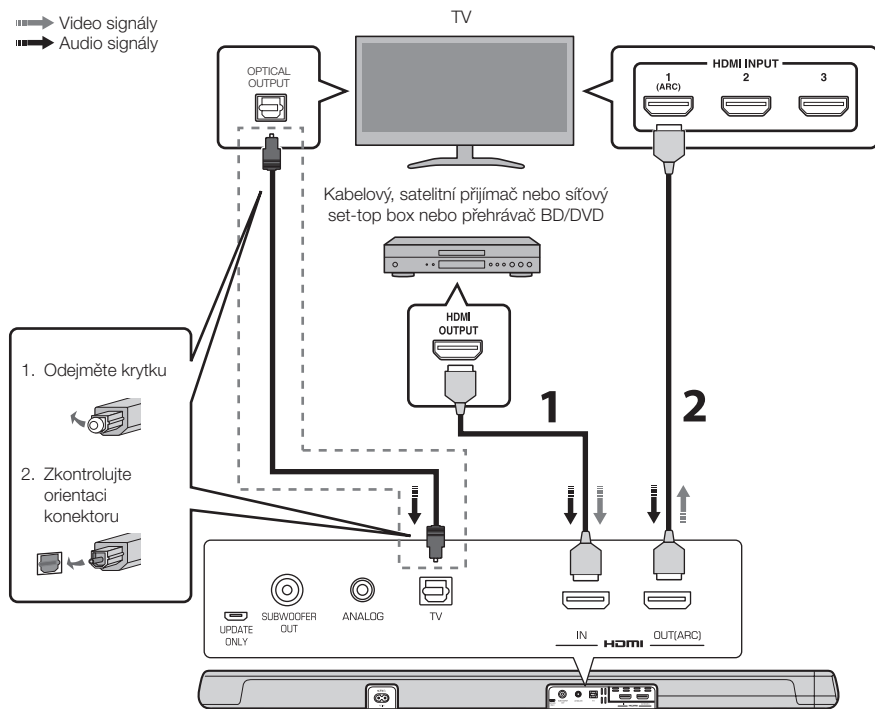 Video signály
Audio signály
TV
OPTICAL
OUTPUT
HDMI INPUT
1
(ARC)
2
3
Kabelový, satelitní přijímač nebo síťový
set-top box nebo přehrávač BD/DVD
HDMI
OUTPUT
1
2
1. Odejměte krytku
2. Zkontrolujte
orientaci
konektoru
UPDATE
ONLY
SUBWOOFER
OUT
ANALOG
TV
IN
HDMI
OUT(ARC)